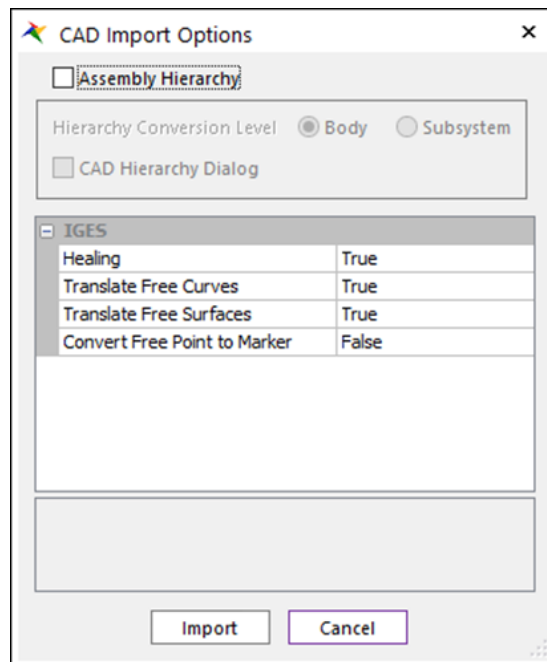 CAD Import Options
Assembly Hierarchy
Hierarchy Conversion Level Body Subsystem
CAD Hierarchy Dialog
IGES
Healing True
Translate Free Curves True
Translate Free Surfaces True
Convert Free Point to Marker False
Import Cancel